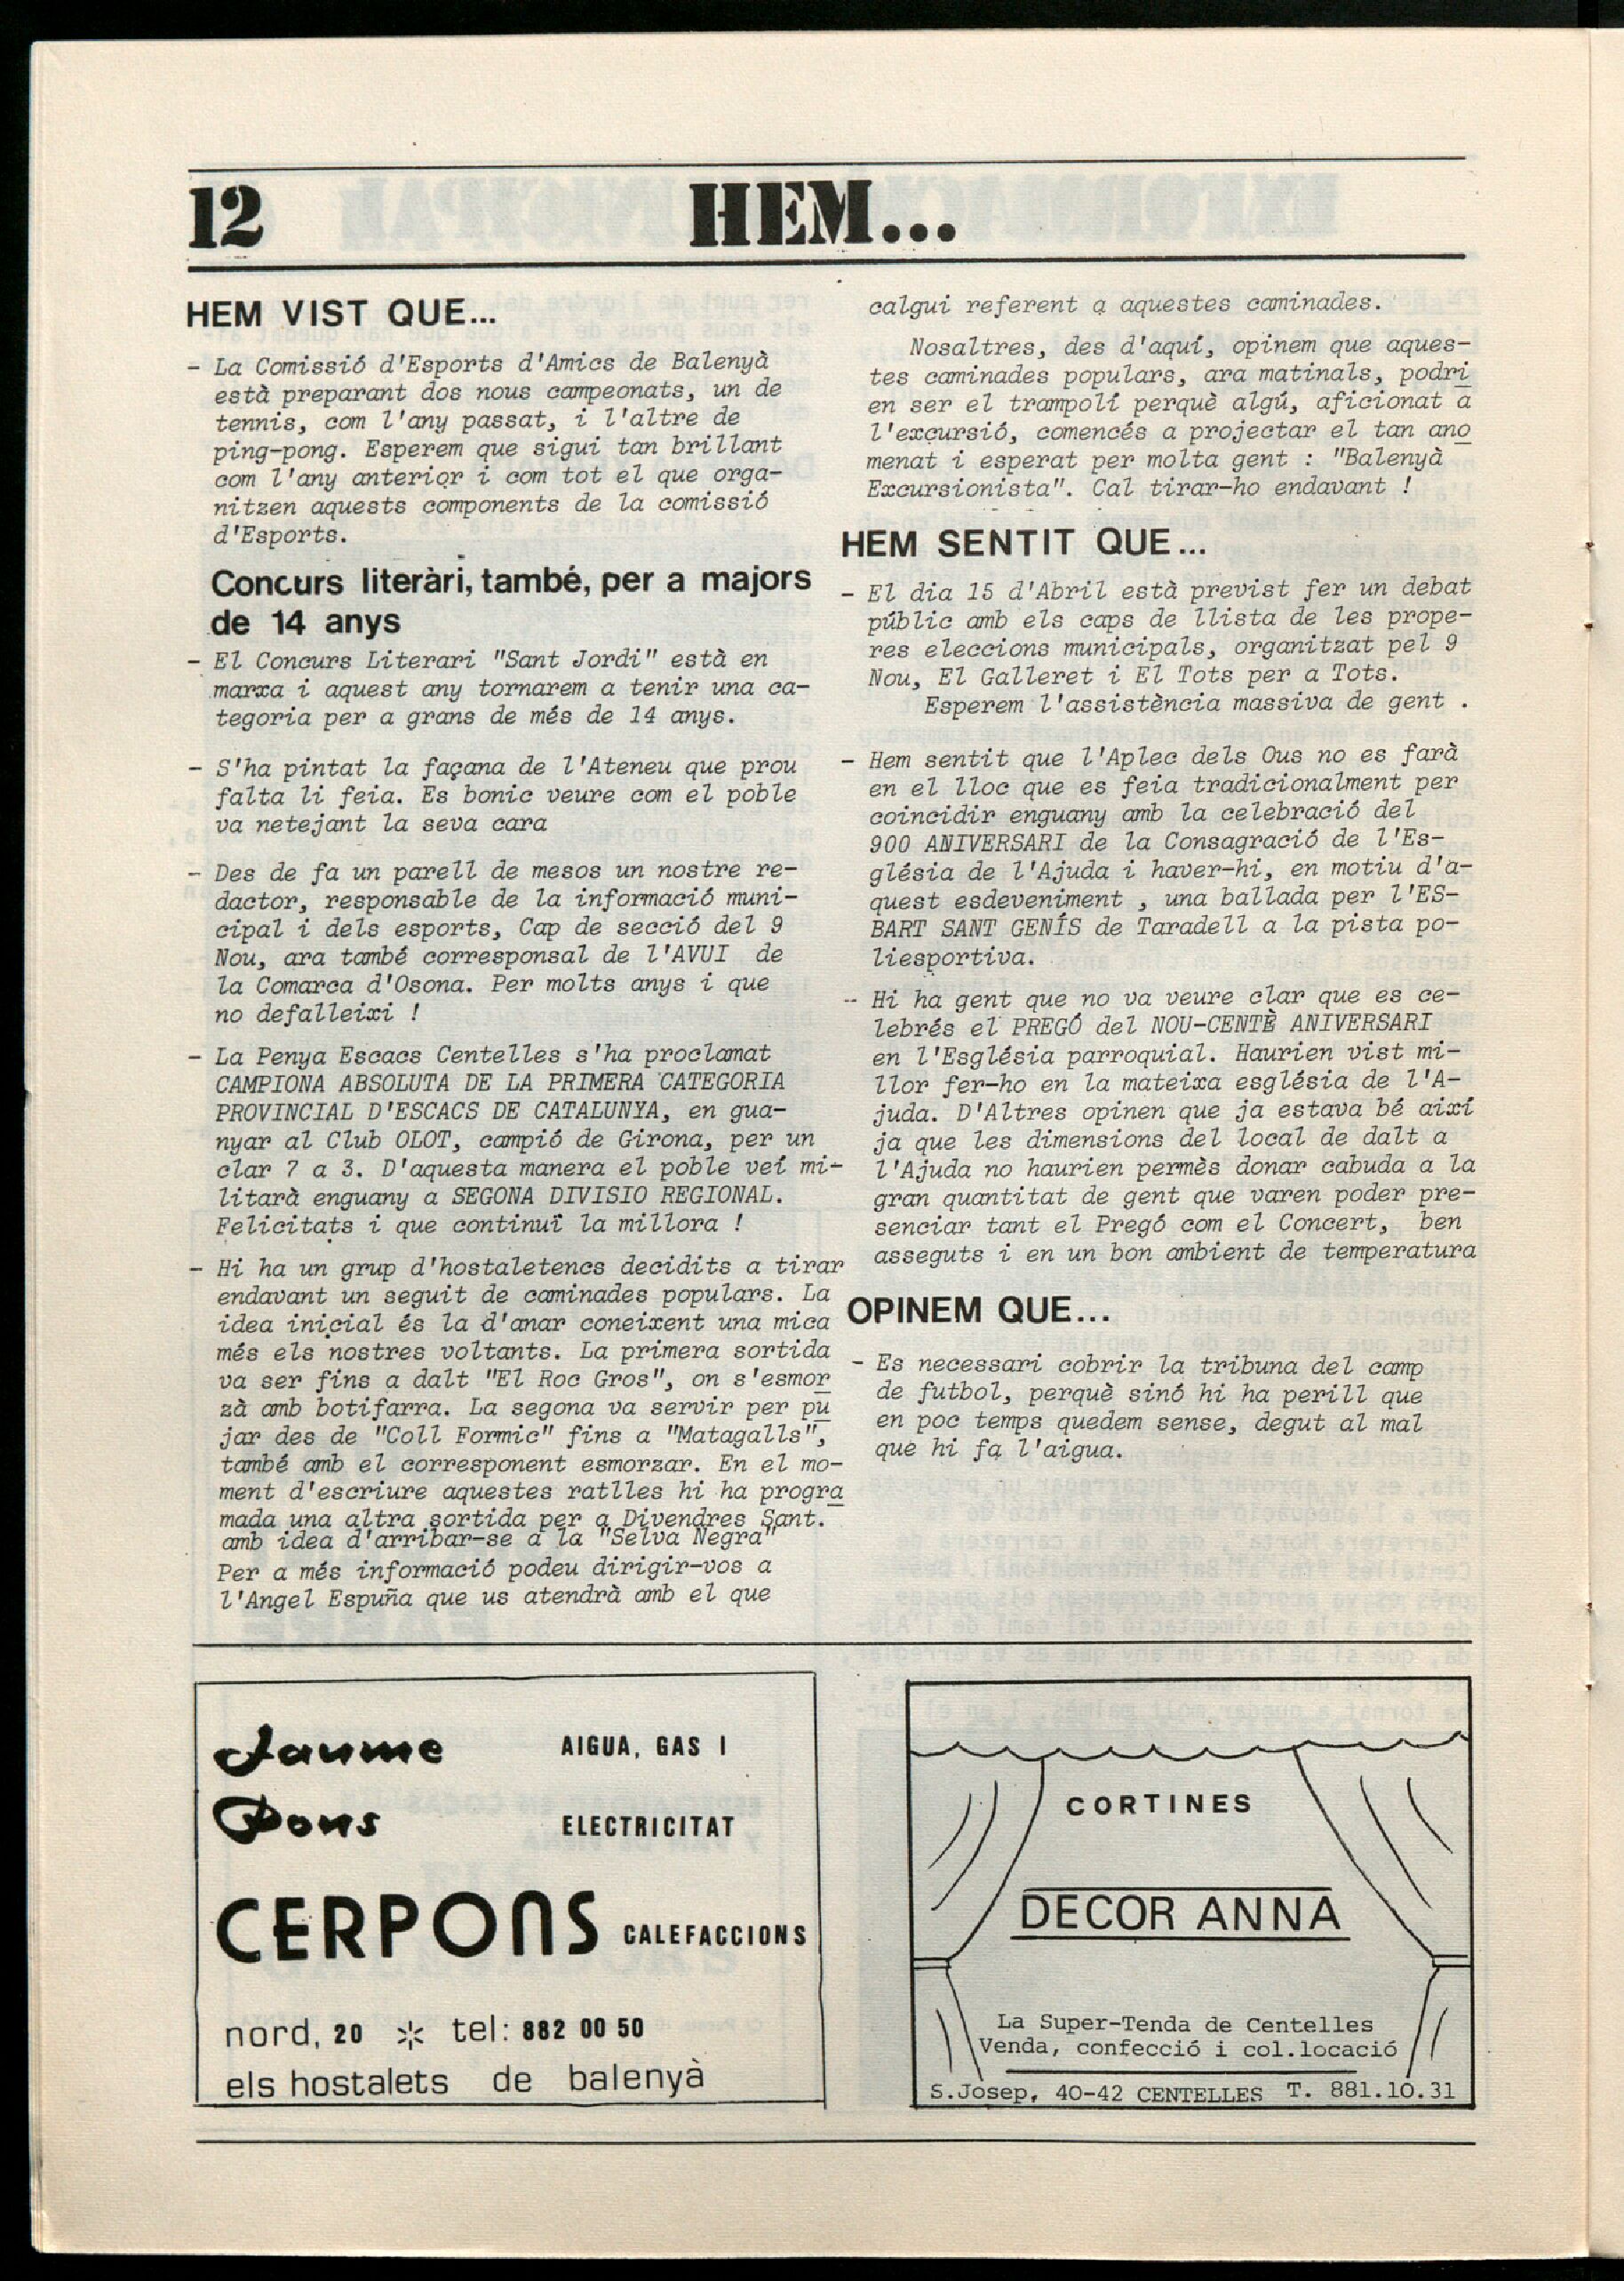 12 HEM...
HEM VIST QUE...
- La Comissió d'Esports d'Amics de Balenyà
està preparant dos nous campeonats, un de
tennis, com l'any passat, i l'altre de
ping-pong. Esperem que sigui tan brillant
com l'any anterior i com tot el que orga-
nitzen aquests components de la comissió
d'Esports.
Concurs literàri, també, per a majors
de 14 anys
- El Concurs Literari "Sant Jordi" està en
marxa i aquest any tornarem a tenir una ca-
tegoria per a grans de més de 14 anys.
- S'ha pintat la façana de l'Ateneu que prou
falta li feia. Es bonic veure com el poble
va netejant la seva cara
- Des de fa un parell de mesos un nostre re-
dactor, responsable de la informació muni-
cipal i dels esports, Cap de secció del 9
Nou, ara també corresponsal de l'AVUI de
la Comarca d'Osona. Per molts anys i que
no defalleixi !
- La Penya Escacs Centelles s'ha proclamat
CAMPIONA ABSOLUTA DE LA PRIMERA CATEGORIA
PROVINCIAL D'ESCACS DE CATALUNYA, en gua-
nyar al Club OLOT, campió de Girona, per un
clar 7 a 3. D'aquesta manera el poble veí mi-
litarà enguany a SEGONA DIVISIO REGIONAL.
Felicitats i que continuï la millora !
- Hi ha un grup d'hostaletencs decidits a tirar
endavant un seguit de caminades populars. La
idea inicial és la d'anar coneixent una mica
més els nostres voltants. La primera sortida
va ser fins a dalt "El Roc Gros", on s'esmor
zà amb botifarra. La segona va servir per pu
jar des de "Coll Formic" fins a "Matagalls",
també amb el corresponent esmorzar. En el mo-
ment d'escriure aquestes ratlles hi ha progra
mada una altra sortida per a Divendres Sant.
amb idea d'arribar-se a la "Selva Negra"
Per a més informació podeu dirigir-vos a
l'Angel Espuña que us atendrà amb el que
calgui referent a aquestes caminades.
Nosaltres, des d'aquí, opinem que aques-
tes caminades populars, ara matinals, podri
en ser el trampolí perquè algú, aficionat a
l'excursió, comencés a projectar el tan ano
menat i esperat per molta gent : "Balenyà
Excursionista". Cal tirar-ho endavant !
HEM SENTIT QUE...
- El dia 15 d'Abril està previst fer un debat
públic amb els caps de llista de les prope-
res eleccions municipals, organitzat pel 9
Nou, El Galleret i El Tots per a Tots.
Esperem l'assistència massiva de gent .
- Hem sentit que l'Aplec dels Ous no es farà
en el lloc que es feia tradicionalment per
coincidir enguany amb la celebració del
900 ANIVERSARI de la Consagració de l'Es-
glésia de l'Ajuda i haver-hi, en motiu d'a-
quest esdeveniment , una ballada per l'ES-
BART SANT GENÍS de Taradell a la pista po-
liesportiva.
-- Hi ha gent que no va veure clar que es ce-
lebrés el PREGÓ del NOU-CENTÈ ANIVERSARI
en l'Església parroquial. Haurien vist mi-
llor fer-ho en la mateixa església de l'A-
juda. D'Altres opinen que ja estava bé així
ja que les dimensions del local de dalt a
l'Ajuda no haurien permès donar cabuda a la
gran quantitat de gent que varen poder pre-
senciar tant el Pregó com el Concert, ben
asseguts i en un bon ambient de temperatura
OPINEM QUE...
- Es necessari cobrir la tribuna del camp
de futbol, perquè sinó hi ha perill que
en poc temps quedem sense, degut al mal
que hi fa l'aigua.
Jaume AIGUA, GAS I
Pons ELECTRICITAT
CERPONS CALEFACCIONS
nord, 20 * tel: 882 00 50
els hostalets de balenyà
CORTINES
DECOR ANNA
La Super-Tenda de Centelles
Venda, confecció i col.locació
S.Josep, 40-42 CENTELLES T. 881.10.31